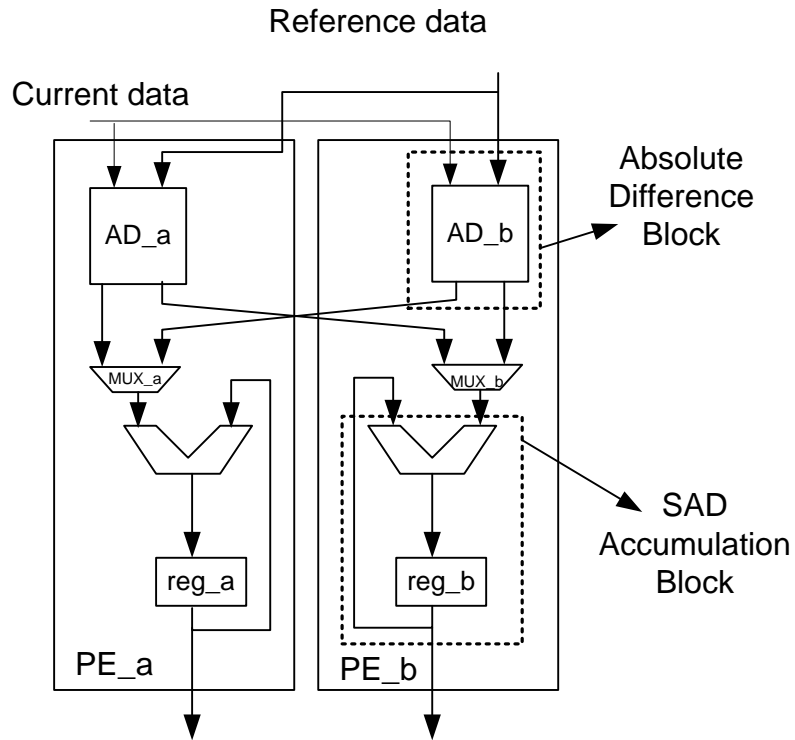 Reference data
Current data
Absolute
Difference
Block
AD_a
AD_b
MUX_a
MUX_b
SAD
Accumulation
Block
reg_a
reg_b
PE_a
PE_b